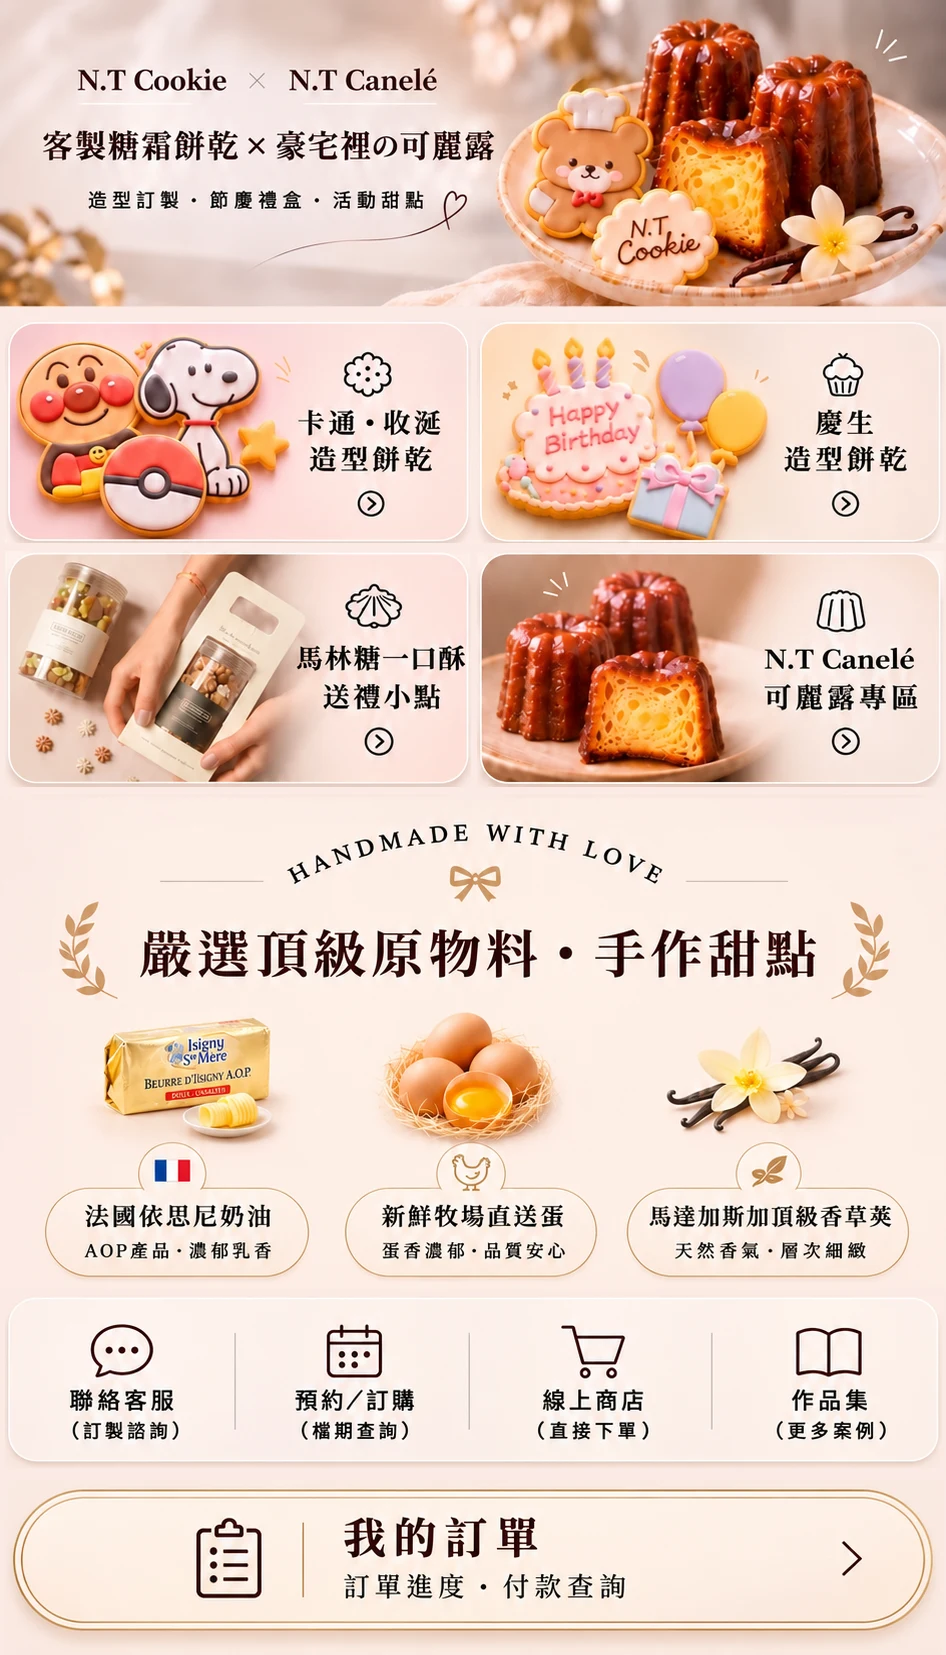 N.T Cookie × N.T Canelé
客製糖霜餅乾 × 豪宅裡の可麗露
造型訂製・節慶禮盒・活動甜點
N.T
Cookie
卡通・收涎
造型餅乾
Happy
Birthday
慶生
造型餅乾
馬林糖一口酥
送禮小點
N.T Canelé
可麗露專區
HANDMADE WITH LOVE
嚴選頂級原物料・手作甜點
Isigny
Ste Mère
BEURRE D'ISIGNY A.O.P.
法國依思尼奶油
AOP產品・濃郁乳香
新鮮牧場直送蛋
蛋香濃郁・品質安心
馬達加斯加頂級香草莢
天然香氣・層次細緻
聯絡客服
（訂製諮詢）
預約／訂購
（檔期查詢）
線上商店
（直接下單）
作品集
（更多案例）
我的訂單
訂單進度・付款查詢